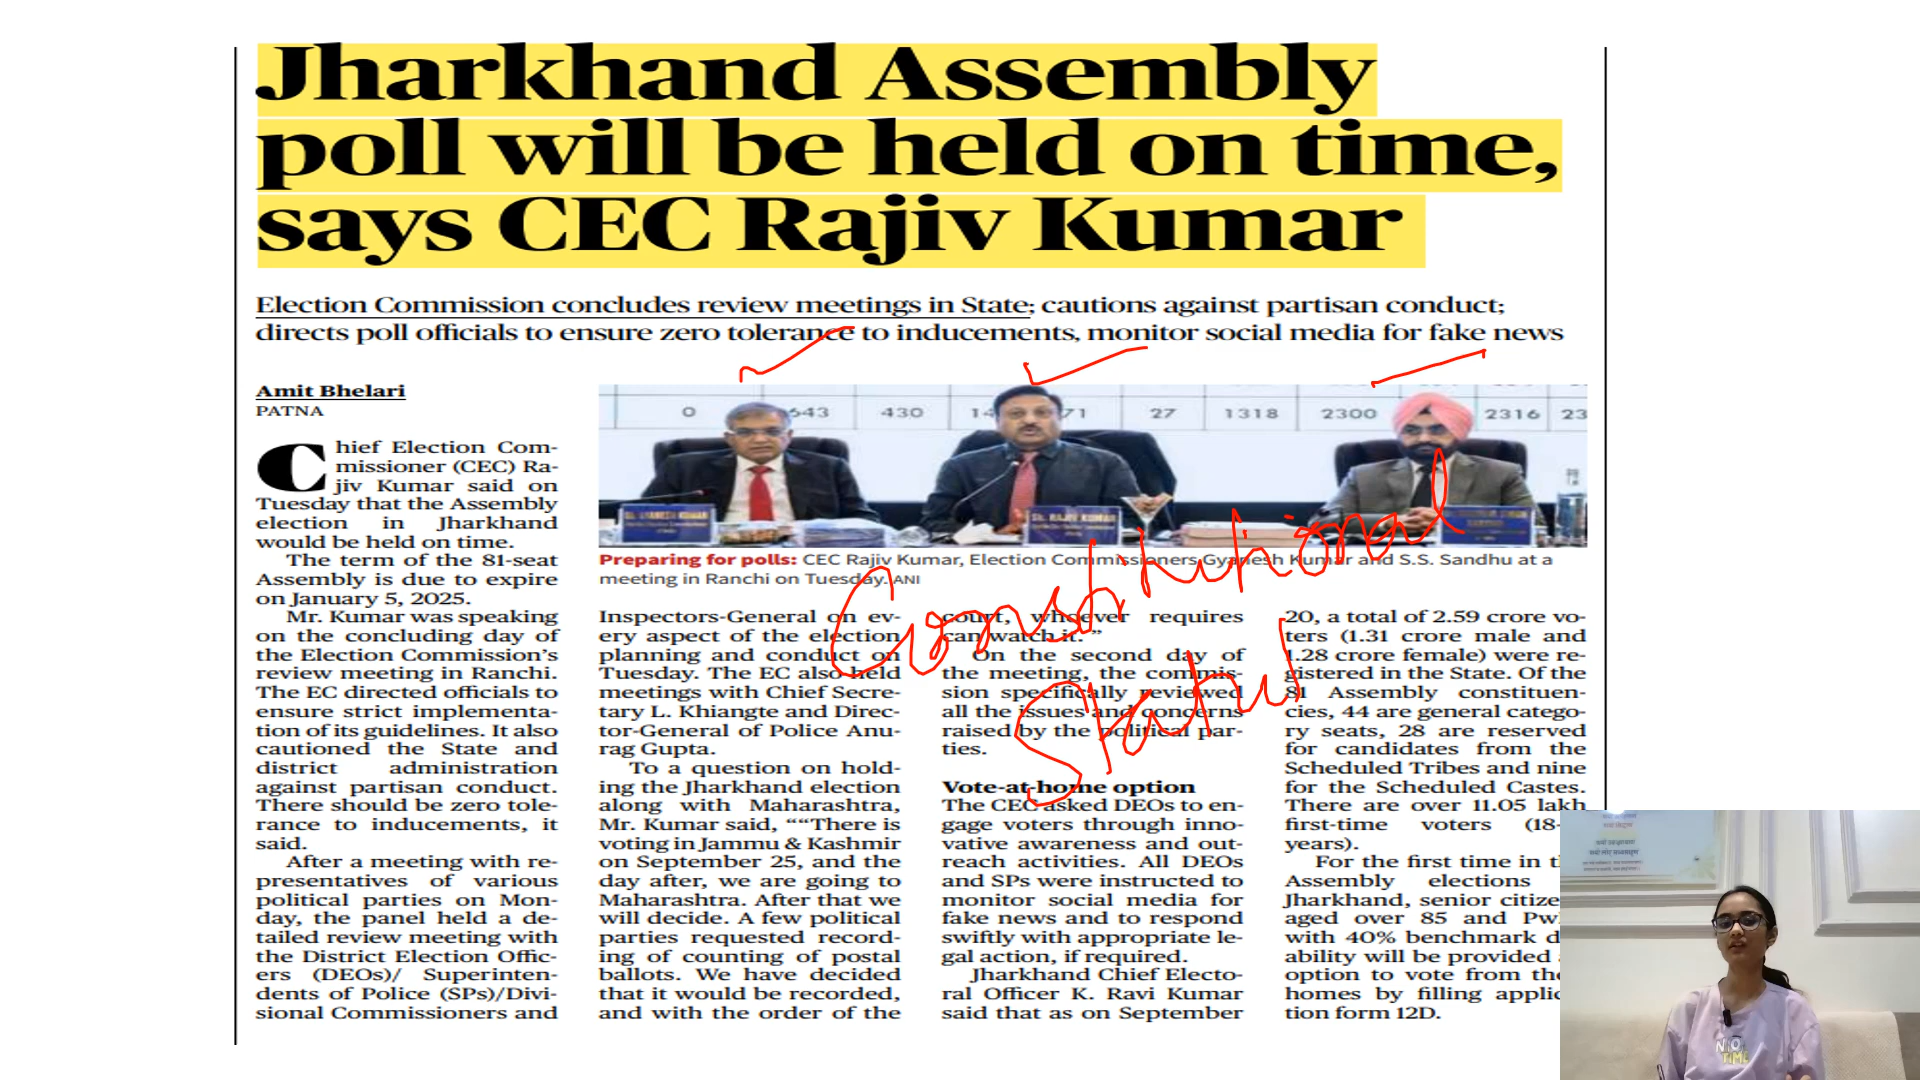 Jharkhand Assembly
poll will be held on time,
says CEC Rajiv Kumar
Election Commission concludes review meetings in State; cautions against partisan conduct;
directs poll officials to ensure zero tolerance to inducements, monitor social media for fake news
Amit Bhelari
PATNA
Chief Election Com-
missioner (CEC) Ra-
jiv Kumar said on
Tuesday that the Assembly
election in Jharkhand
would be held on time.
The term of the 81-seat
Assembly is due to expire
on January 5, 2025.
Mr. Kumar was speaking
on the concluding day of
the Election Commission's
review meeting in Ranchi.
The EC directed officials to
ensure strict implementa-
tion of its guidelines. It also
cautioned the State and
district administration
against partisan conduct.
There should be zero tole-
rance to inducements, it
said.
After a meeting with re-
presentatives of various
political parties on Mon-
day, the panel held a de-
tailed review meeting with
the District Election Offic-
ers (DEOs)/ Superinten-
dents of Police (SPs)/Divi-
sional Commissioners and
0 643 430 14 71 27 1318 2300 2316 23
SH. RAJIV KUMAR
Preparing for polls: CEC Rajiv Kumar, Election Commissioners Gyanesh Kumar and S.S. Sandhu at a
meeting in Ranchi on Tuesday. ANI
Constitutional
Status
Inspectors-General on ev-
ery aspect of the election
planning and conduct on
Tuesday. The EC also held
meetings with Chief Secre-
tary L. Khiangte and Direc-
tor-General of Police Anu-
rag Gupta.
To a question on hold-
ing the Jharkhand election
along with Maharashtra,
Mr. Kumar said, ““There is
voting in Jammu & Kashmir
on September 25, and the
day after, we are going to
Maharashtra. After that we
will decide. A few political
parties requested record-
ing of counting of postal
ballots. We have decided
that it would be recorded,
and with the order of the
court, whoever requires
can watch it.”
On the second day of
the meeting, the commis-
sion specifically reviewed
all the issues and concerns
raised by the political par-
ties.
Vote-at-home option
The CEC asked DEOs to en-
gage voters through inno-
vative awareness and out-
reach activities. All DEOs
and SPs were instructed to
monitor social media for
fake news and to respond
swiftly with appropriate le-
gal action, if required.
Jharkhand Chief Electo-
ral Officer K. Ravi Kumar
said that as on September
20, a total of 2.59 crore vo-
ters (1.31 crore male and
1.28 crore female) were re-
gistered in the State. Of the
81 Assembly constituen-
cies, 44 are general catego-
ry seats, 28 are reserved
for candidates from the
Scheduled Tribes and nine
for the Scheduled Castes.
There are over 11.05 lakh
first-time voters (18-
years).
For the first time in th
Assembly elections
Jharkhand, senior citize
aged over 85 and Pw
with 40% benchmark d
ability will be provided
option to vote from the
homes by filling applic
tion form 12D.
TIME